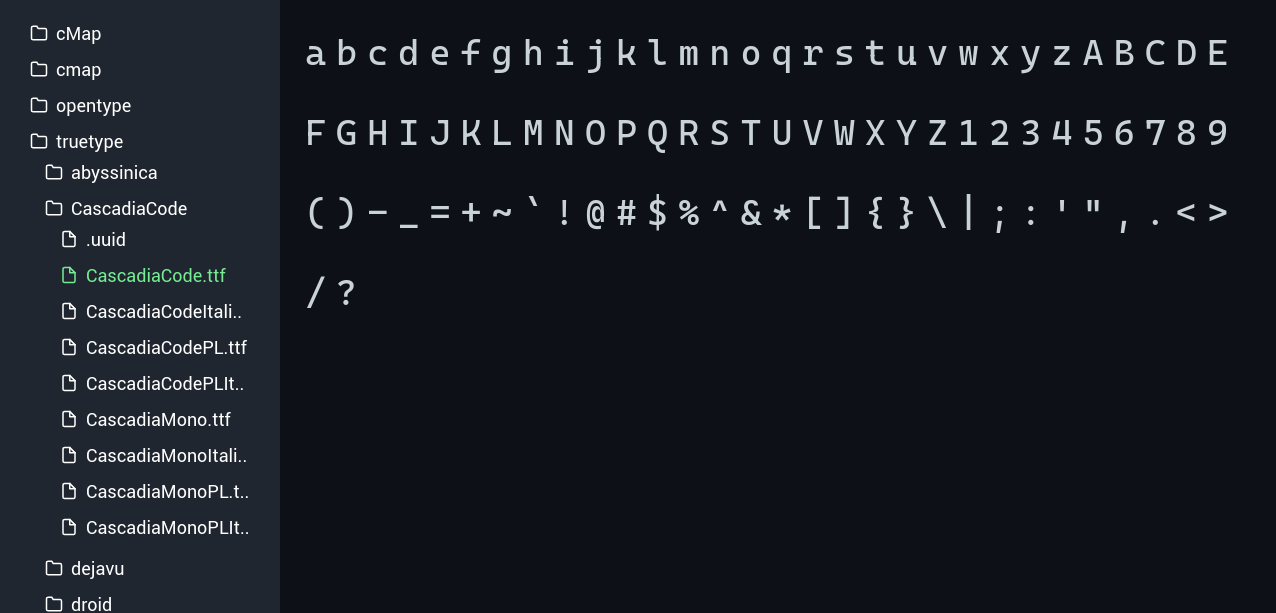 cMap
cmap
opentype
truetype
abyssinica
CascadiaCode
.uuid
CascadiaCode.ttf
CascadiaCodeItali..
CascadiaCodePL.ttf
CascadiaCodePLIt..
CascadiaMono.ttf
CascadiaMonoItali..
CascadiaMonoPL.t..
CascadiaMonoPLIt..
dejavu
droid
a b c d e f g h i j k l m n o q r s t u v w x y z A B C D E
F G H I J K L M N O P Q R S T U V W X Y Z 1 2 3 4 5 6 7 8 9
( ) - _ = + ~ ` ! @ # $ % ^ & * [ ] { } \ | ; : ' " , . < >
/ ?